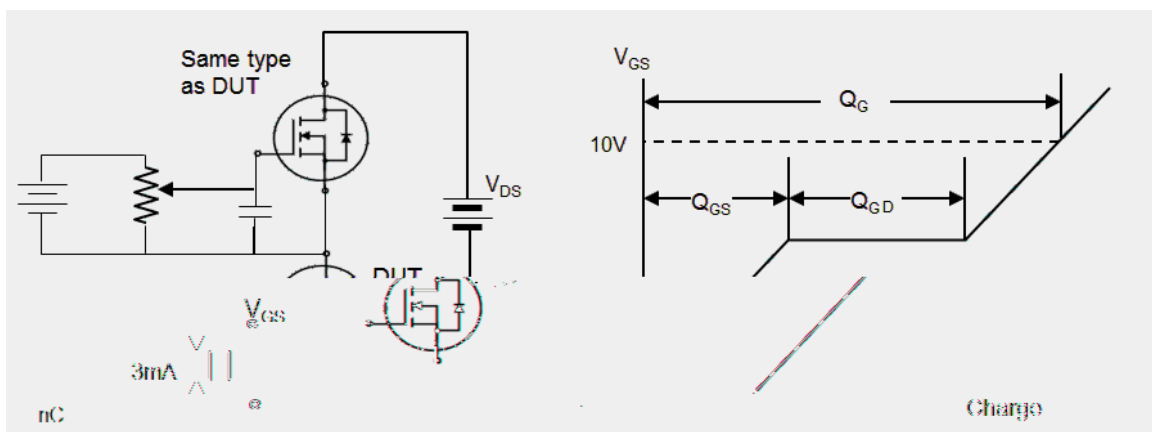 Same type
as DUT
VDS
DUT
VGS
3mA
nC
VGS
QG
10V
QGS
QGD
Charge